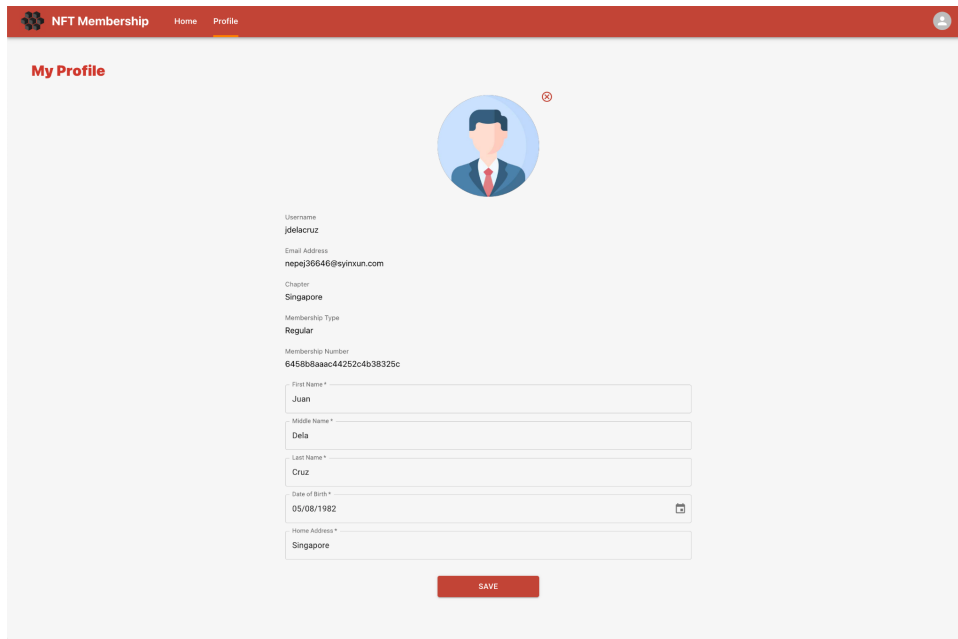 NFT Membership Home Profile
My Profile
Username
jdelacruz
Email Address
nepej36646@syinxun.com
Chapter
Singapore
Membership Type
Regular
Membership Number
6458b8aaac44252c4b38325c
First Name *
Juan
Middle Name *
Dela
Last Name *
Cruz
Date of Birth *
05/08/1982
Home Address *
Singapore
SAVE